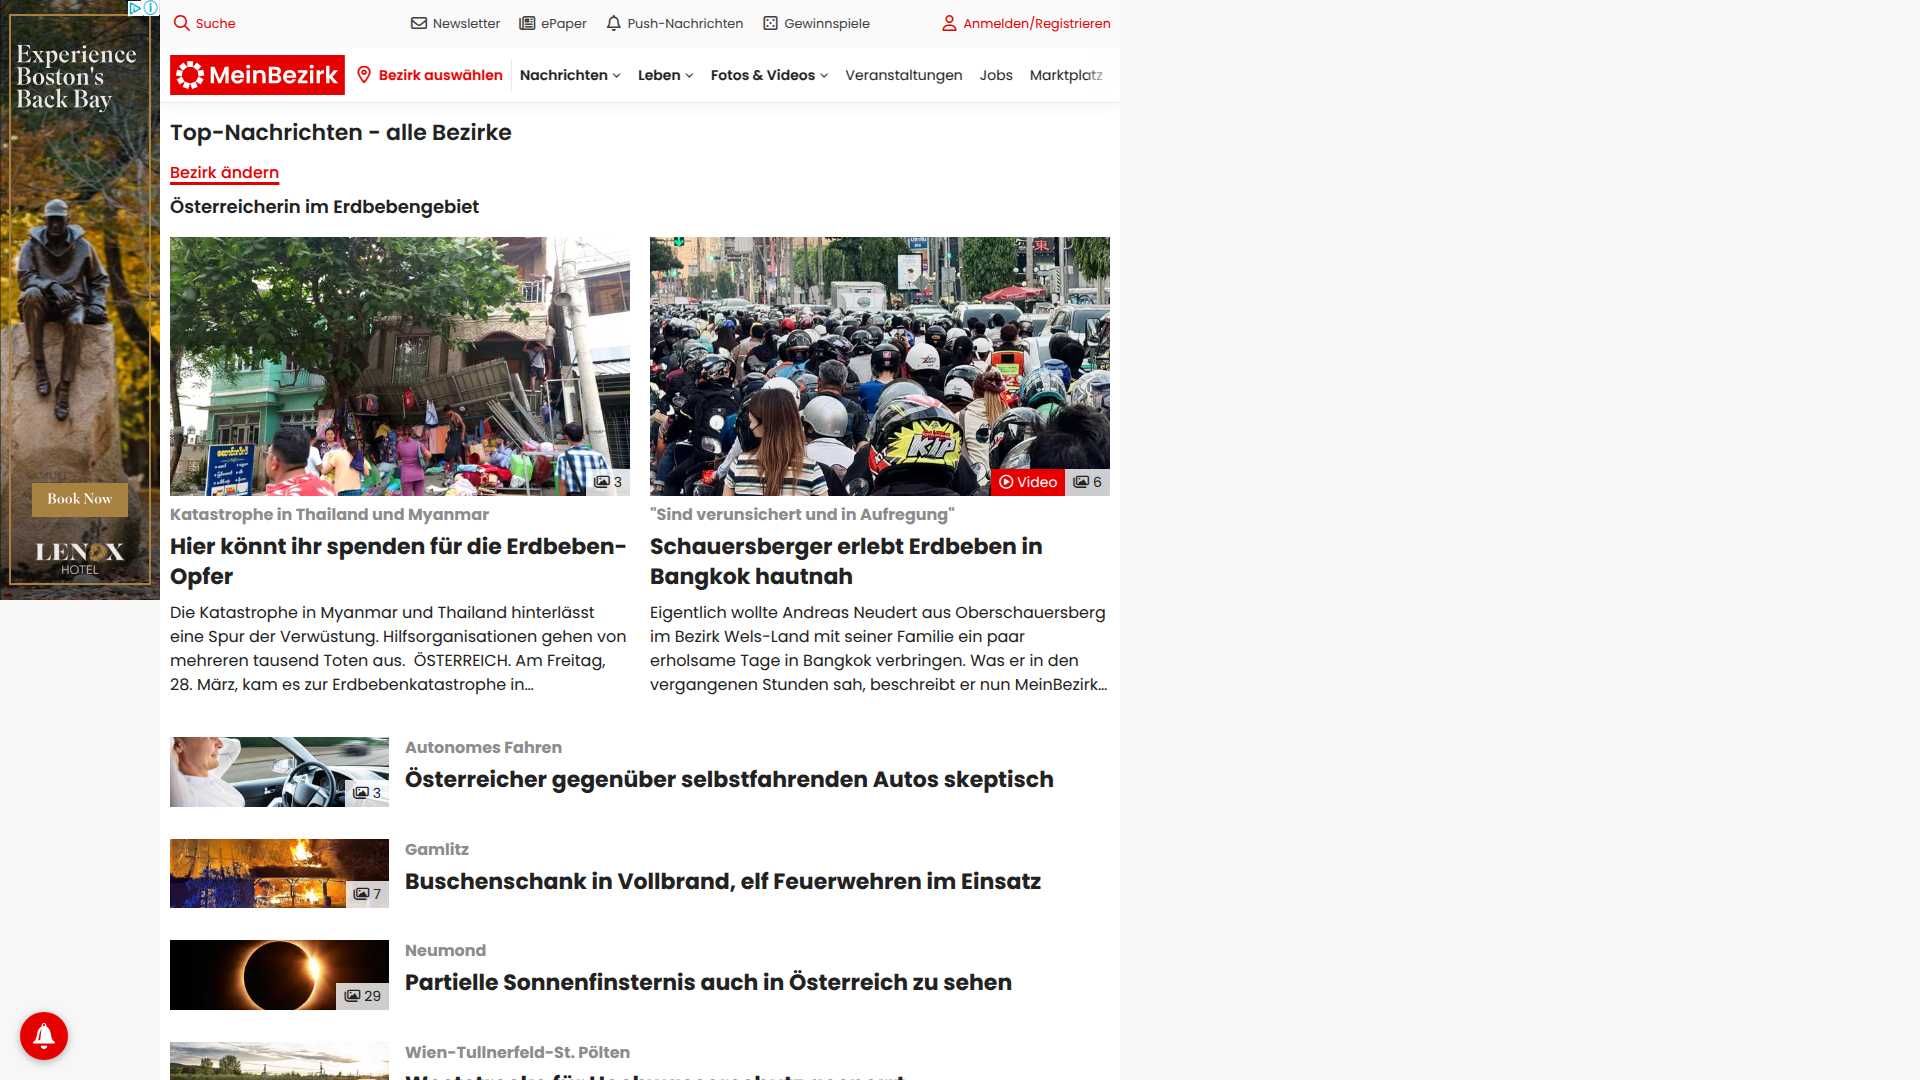 Experience
Boston's
Back Bay
Book Now
LENOX
HOTEL
Suche
Newsletter
ePaper
Push-Nachrichten
Gewinnspiele
Anmelden/Registrieren
MeinBezirk
Bezirk auswählen
Nachrichten
Leben
Fotos & Videos
Veranstaltungen
Jobs
Marktplatz
Top-Nachrichten - alle Bezirke
Bezirk ändern
Österreicherin im Erdbebengebiet
3
KiP
Video
6
Katastrophe in Thailand und Myanmar
Hier könnt ihr spenden für die Erdbeben-
Opfer
Die Katastrophe in Myanmar und Thailand hinterlässt
eine Spur der Verwüstung. Hilfsorganisationen gehen von
mehreren tausend Toten aus.  ÖSTERREICH. Am Freitag,
28. März, kam es zur Erdbebenkatastrophe in...
"Sind verunsichert und in Aufregung"
Schauersberger erlebt Erdbeben in
Bangkok hautnah
Eigentlich wollte Andreas Neudert aus Oberschauersberg
im Bezirk Wels-Land mit seiner Familie ein paar
erholsame Tage in Bangkok verbringen. Was er in den
vergangenen Stunden sah, beschreibt er nun MeinBezirk...
3
Autonomes Fahren
Österreicher gegenüber selbstfahrenden Autos skeptisch
7
Gamlitz
Buschenschank in Vollbrand, elf Feuerwehren im Einsatz
29
Neumond
Partielle Sonnenfinsternis auch in Österreich zu sehen
Wien-Tullnerfeld-St. Pölten